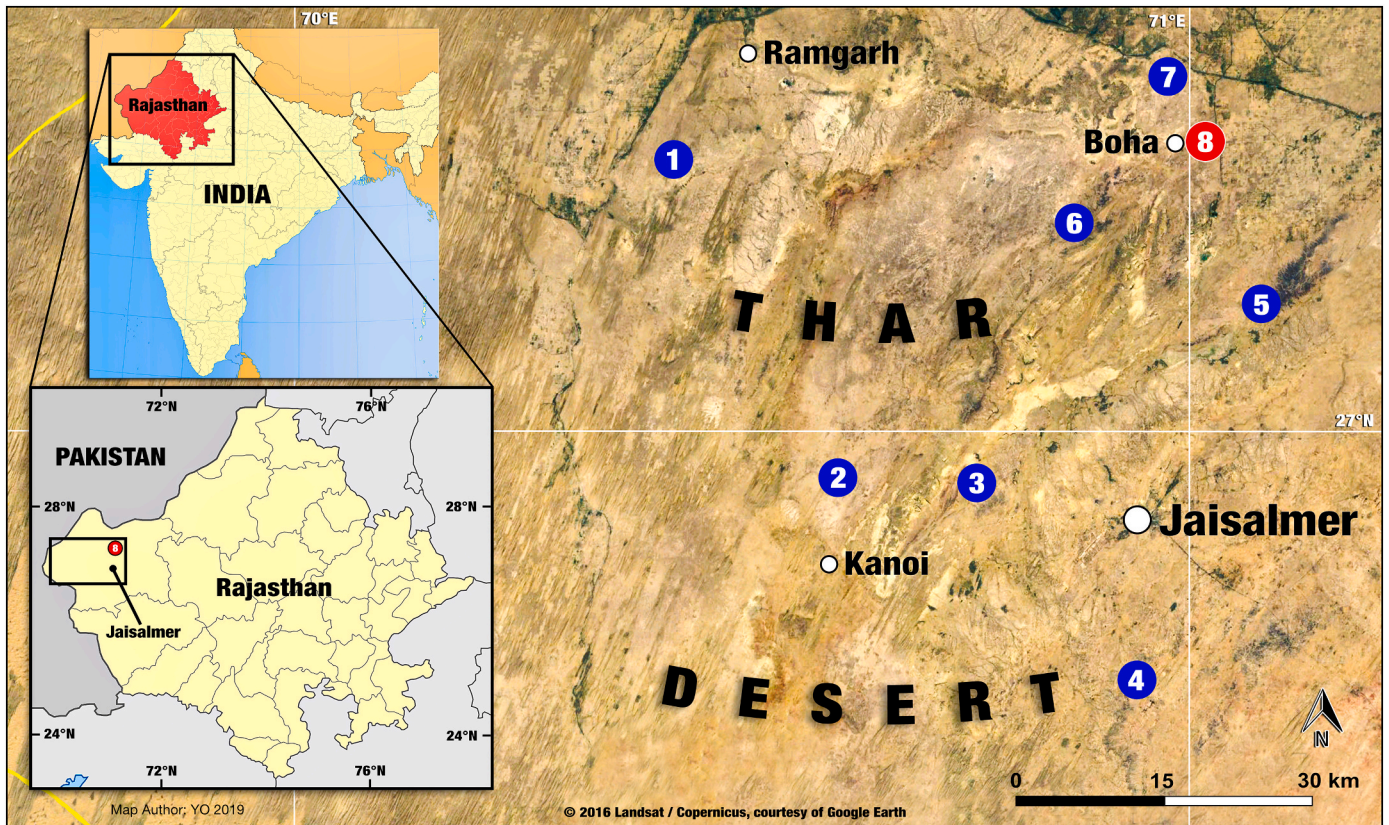 70°E
71°E
Ramgarh
7
Rajasthan
Boha
8
1
INDIA
6
5
THAR
72°N
76°N
27°N
PAKISTAN
2
3
28°N
28°N
Jaisalmer
8
Kanoi
Rajasthan
Jaisalmer
DESERT
4
24°N
24°N
N
72°N
76°N
0
15
30 km
Map Author; YO 2019
© 2016 Landsat / Copernicus, courtesy of Google Earth